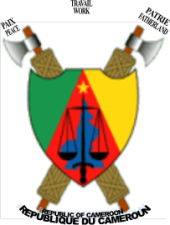 TRAVAIL
WORK
PAIX
PEACE
PATRIE
FATHERLAND
REPUBLIC OF CAMEROON
REPUBLIQUE DU CAMEROUN